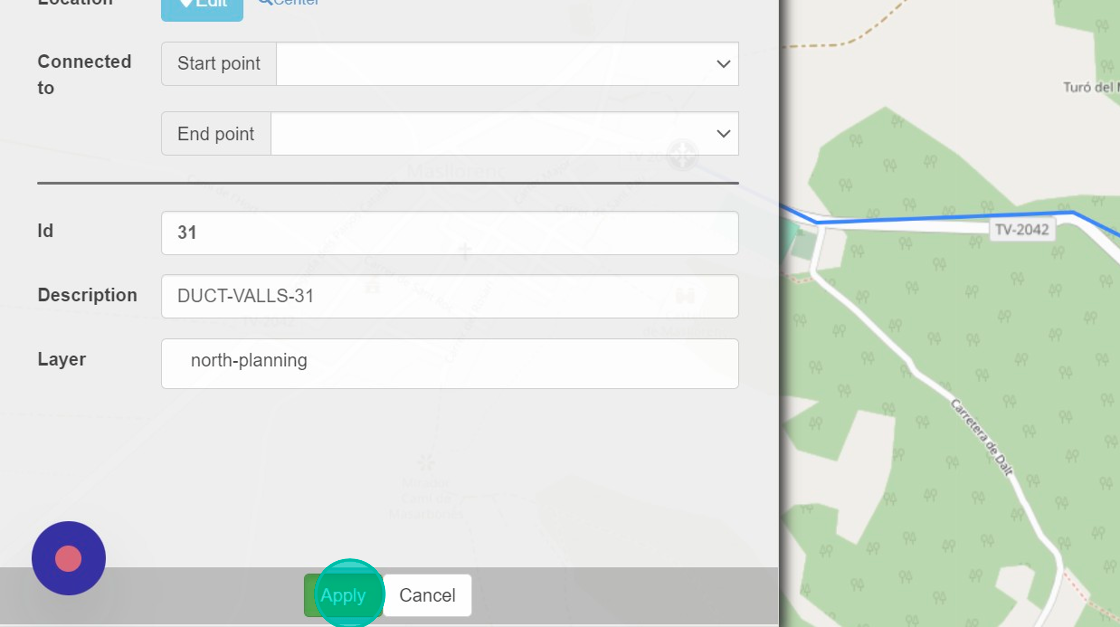 Location
Edit
Center
Connected
to
Start point
End point
Id
31
Description
DUCT-VALLS-31
Layer
north-planning
Apply
Cancel
Turó del
TV-2042
Carretera de Dalt